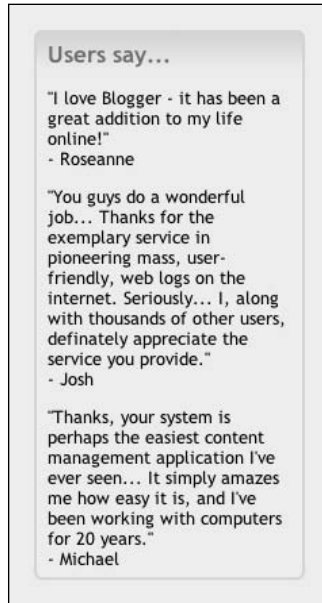 Users say...
"I love Blogger - it has been a
great addition to my life
online!"
- Roseanne
"You guys do a wonderful
job... Thanks for the
exemplary service in
pioneering mass, user-
friendly, web logs on the
internet. Seriously... I, along
with thousands of other users,
definately appreciate the
service you provide."
- Josh
"Thanks, your system is
perhaps the easiest content
management application I've
ever seen... It simply amazes
me how easy it is, and I've
been working with computers
for 20 years."
- Michael